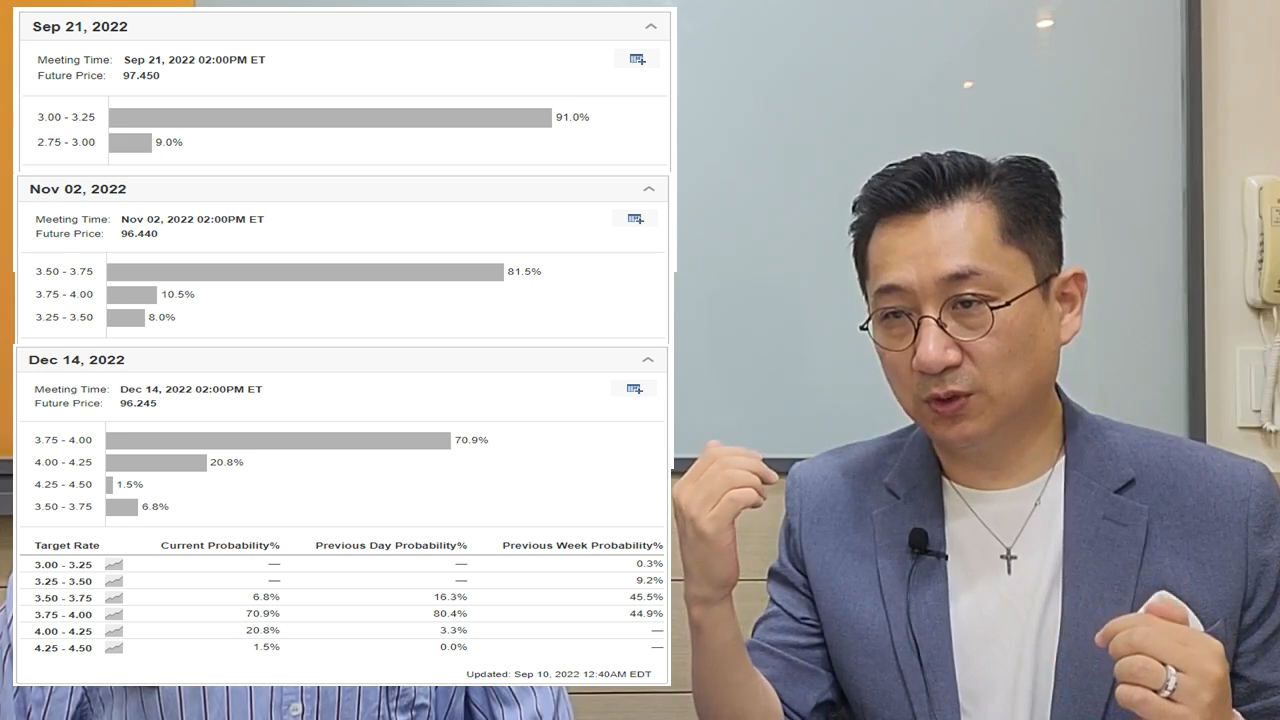 Sep 21, 2022
Meeting Time: Sep 21, 2022 02:00PM ET
Future Price: 97.450
3.00 - 3.25 91.0%
2.75 - 3.00 9.0%
Nov 02, 2022
Meeting Time: Nov 02, 2022 02:00PM ET
Future Price: 96.440
3.50 - 3.75 81.5%
3.75 - 4.00 10.5%
3.25 - 3.50 8.0%
Dec 14, 2022
Meeting Time: Dec 14, 2022 02:00PM ET
Future Price: 96.245
3.75 - 4.00 70.9%
4.00 - 4.25 20.8%
4.25 - 4.50 1.5%
3.50 - 3.75 6.8%
Target Rate Current Probability% Previous Day Probability% Previous Week Probability%
3.00 - 3.25 — — 0.3%
3.25 - 3.50 — — 9.2%
3.50 - 3.75 6.8% 16.3% 45.5%
3.75 - 4.00 70.9% 80.4% 44.9%
4.00 - 4.25 20.8% 3.3% —
4.25 - 4.50 1.5% 0.0% —
Updated: Sep 10, 2022 12:40AM EDT